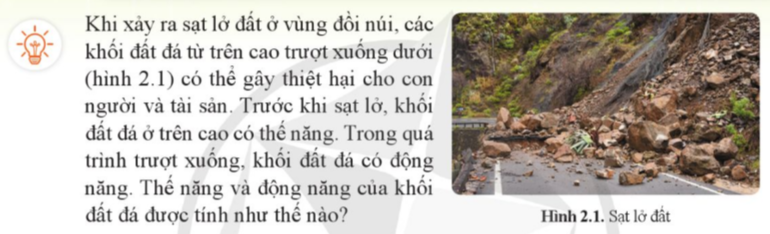 Khi xảy ra sạt lở đất ở vùng đồi núi, các
khối đất đá từ trên cao trượt xuống dưới
(hình 2.1) có thể gây thiệt hại cho con
người và tài sản. Trước khi sạt lở, khối
đất đá ở trên cao có thế năng. Trong quá
trình trượt xuống, khối đất đá có động
năng. Thế năng và động năng của khối
đất đá được tính như thế nào?
Hình 2.1. Sạt lở đất